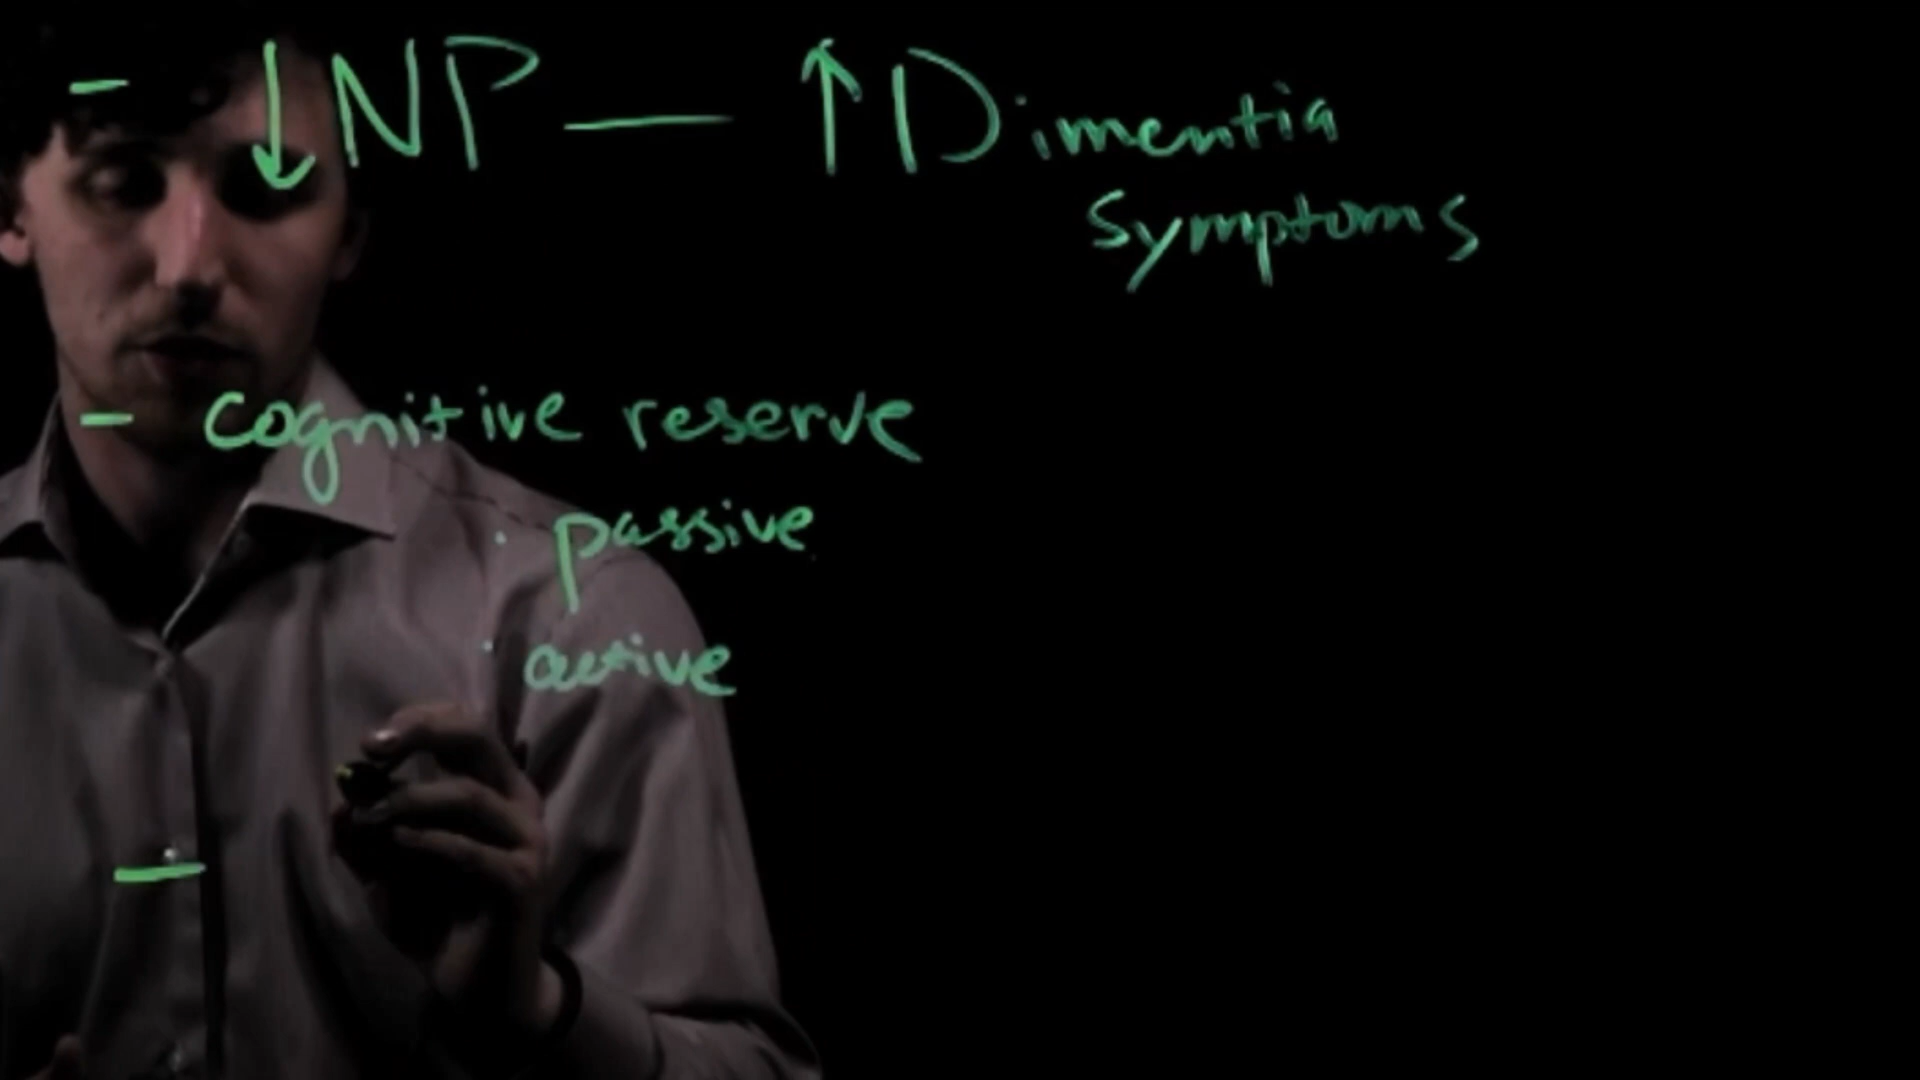 - ↓ NP — ↑ Dimentia
symptoms
- cognitive reserve
· passive
· active
-